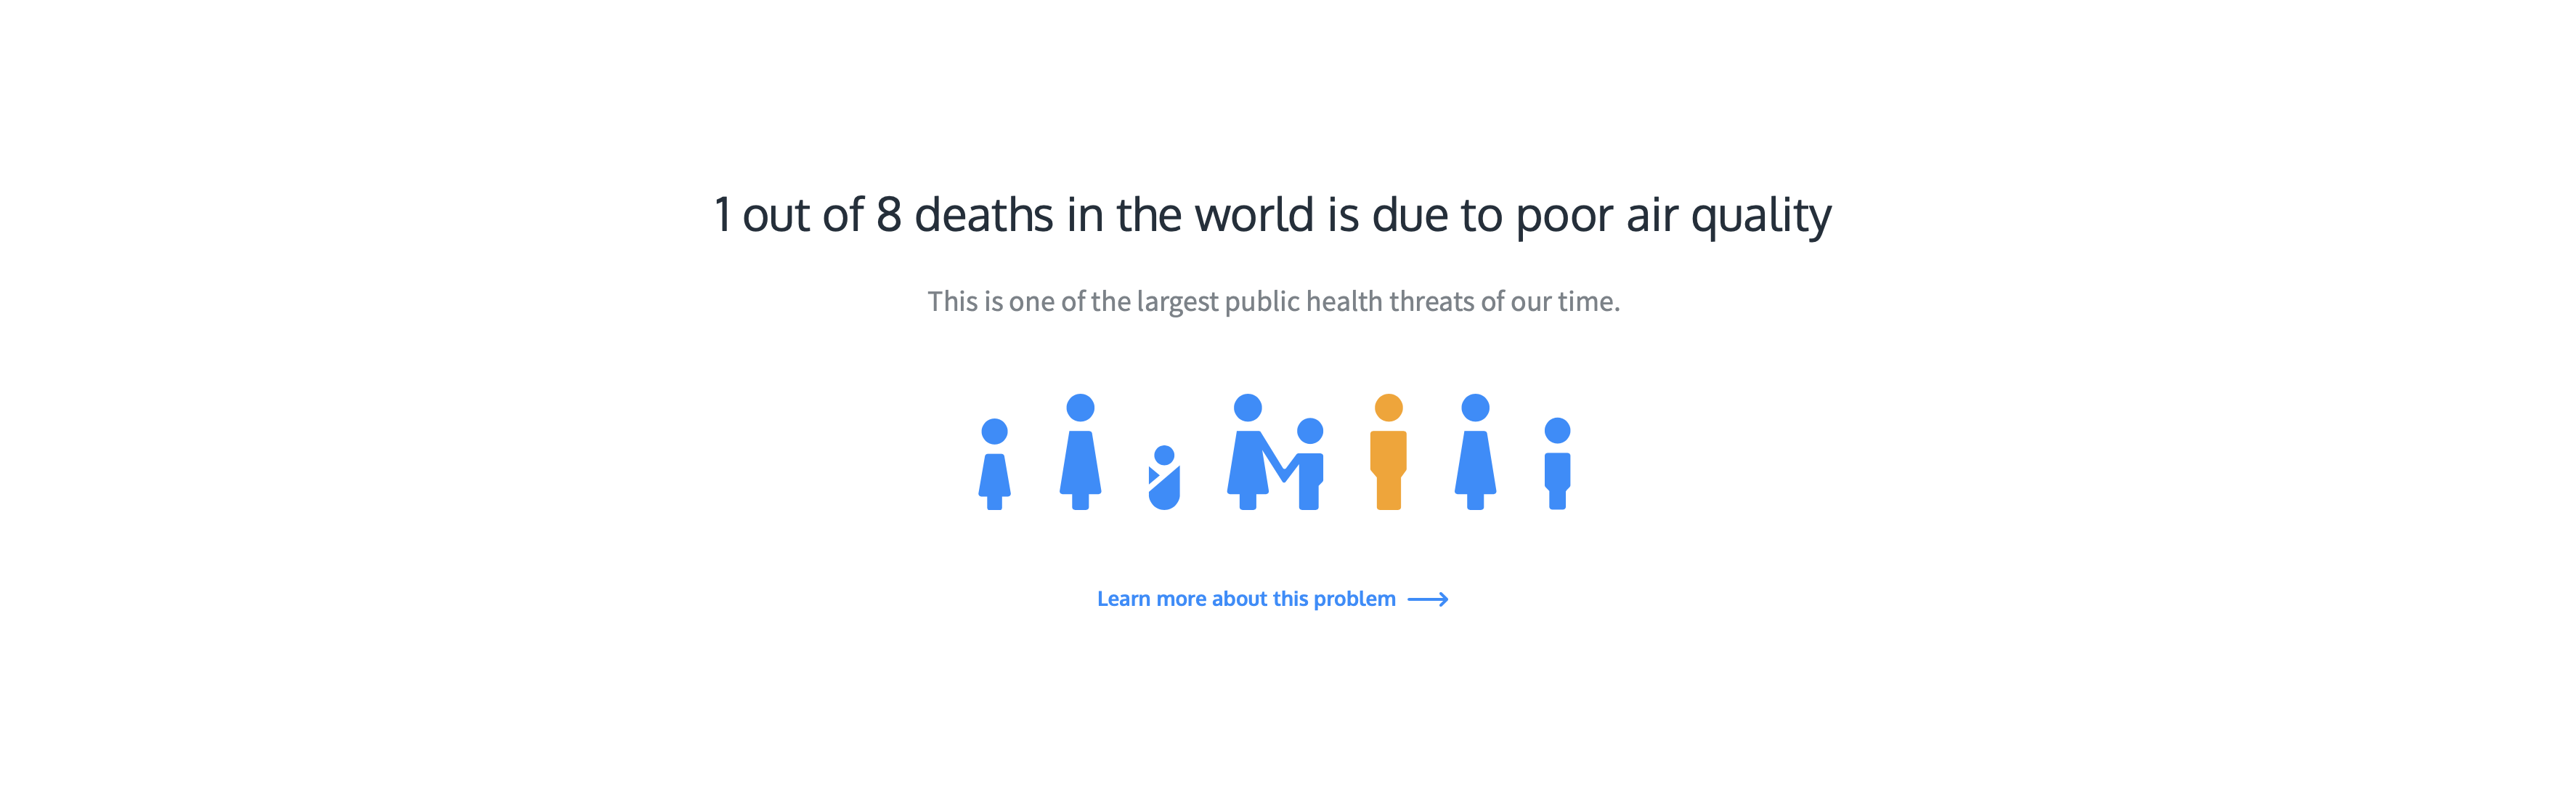 1 out of 8 deaths in the world is due to poor air quality
This is one of the largest public health threats of our time.
Learn more about this problem